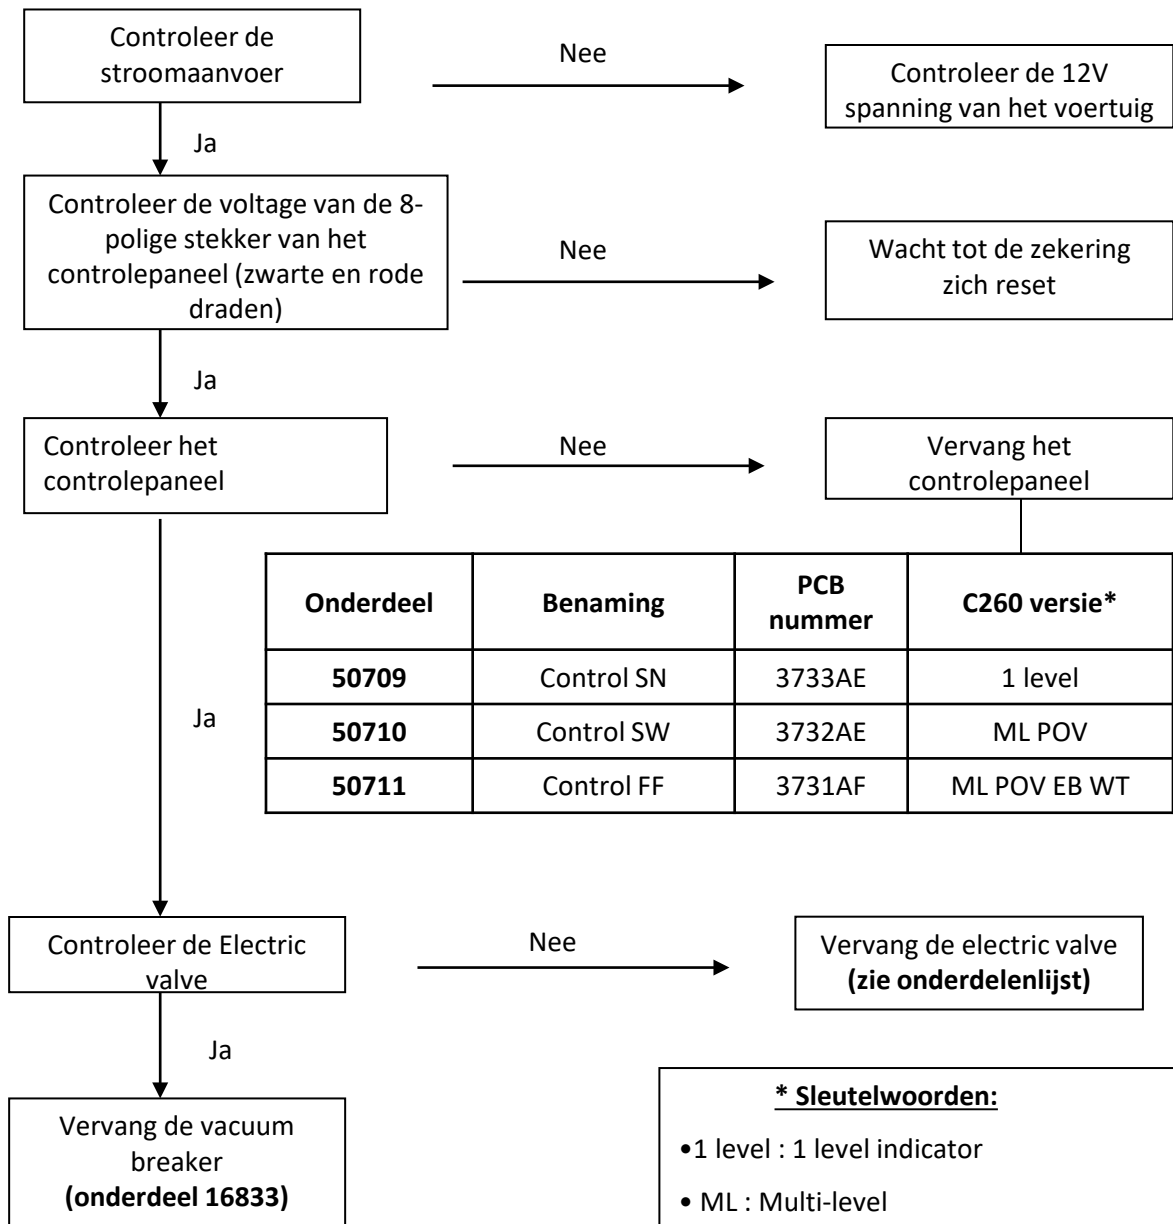 Controleer de
stroomaanvoer
Nee
Controleer de 12V
spanning van het voertuig
Ja
Controleer de voltage van de 8-
polige stekker van het
controlepaneel (zwarte en rode
draden)
Nee
Wacht tot de zekering
zich reset
Ja
Controleer het
controlepaneel
Nee
Vervang het
controlepaneel
Onderdeel Benaming PCB nummer C260 versie*
50709 Control SN 3733AE 1 level
50710 Control SW 3732AE ML POV
50711 Control FF 3731AF ML POV EB WT
Ja
Controleer de Electric
valve
Nee
Vervang de electric valve
(zie onderdelenlijst)
Ja
Vervang de vacuum
breaker
(onderdeel 16833)
* Sleutelwoorden:
•1 level : 1 level indicator
• ML : Multi-level